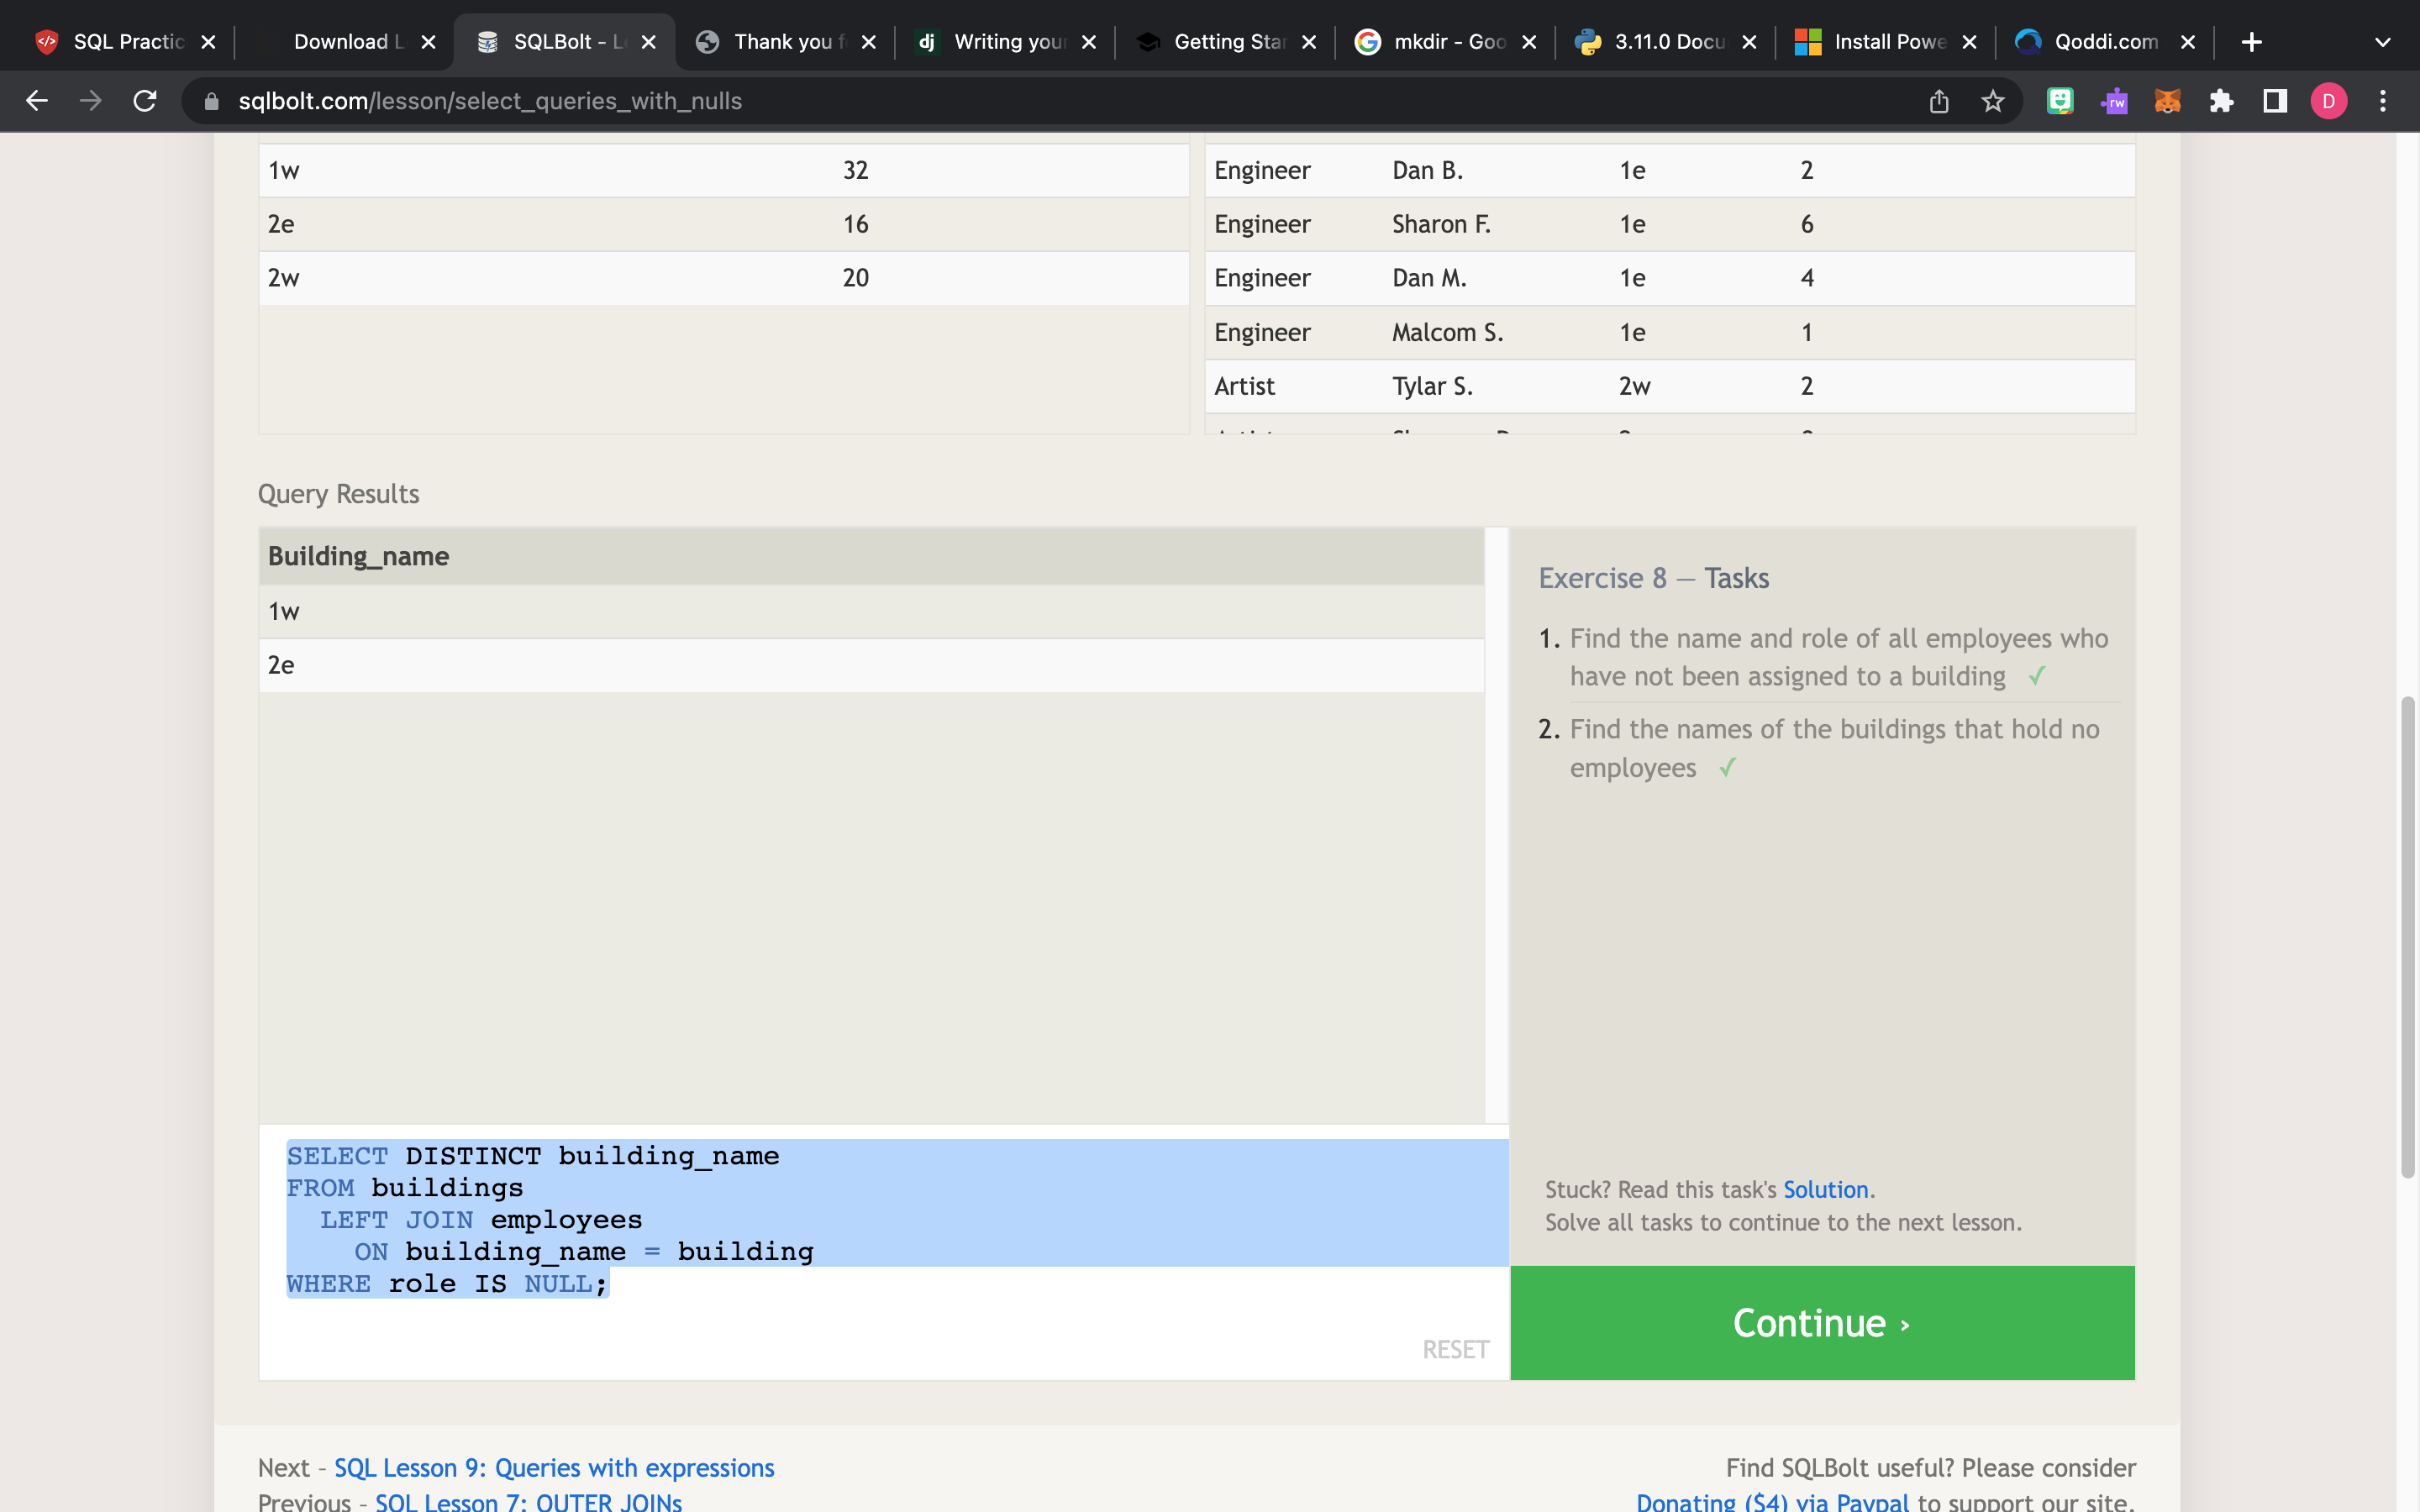 SQL Practic
Download L
SQLBolt - L
Thank you f
dj Writing your
Getting Star
mkdir - Goo
3.11.0 Docu
Install Powe
Qoddi.com
sqlbolt.com/lesson/select_queries_with_nulls
rw
D
1w 32
2e 16
2w 20
Engineer Dan B. 1e 2
Engineer Sharon F. 1e 6
Engineer Dan M. 1e 4
Engineer Malcom S. 1e 1
Artist Tylar S. 2w 2
Query Results
Building_name
1w
2e
Exercise 8 — Tasks
1. Find the name and role of all employees who
have not been assigned to a building ✓
2. Find the names of the buildings that hold no
employees ✓
SELECT DISTINCT building_name
FROM buildings
LEFT JOIN employees
ON building_name = building
WHERE role IS NULL;
RESET
Stuck? Read this task's Solution.
Solve all tasks to continue to the next lesson.
Continue ›
Next – SQL Lesson 9: Queries with expressions
Previous – SQL Lesson 7: OUTER JOINs
Find SQLBolt useful? Please consider
Donating ($4) via Paypal to support our site.